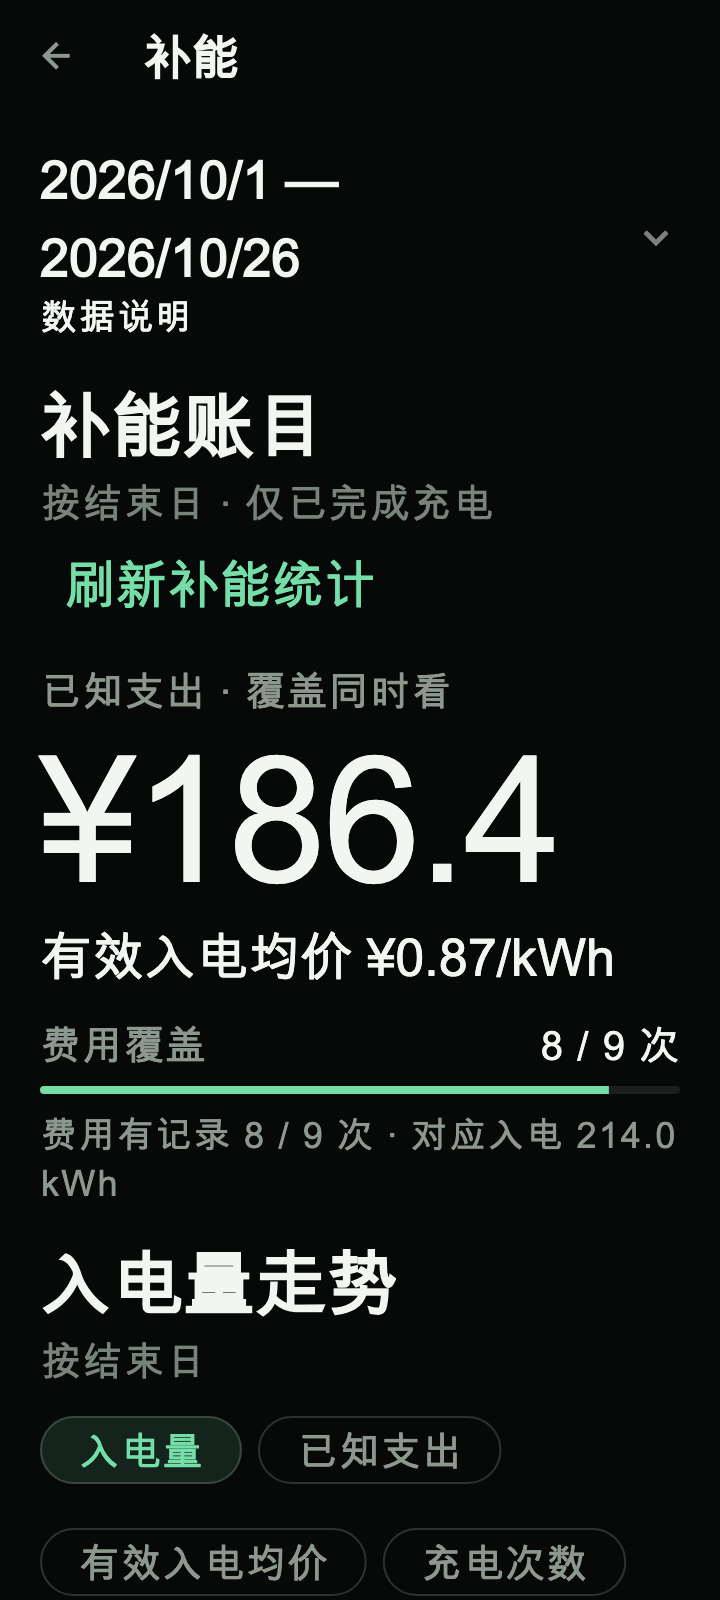 补能
2026/10/1 —
2026/10/26
数据说明
补能账目
按结束日 · 仅已完成充电
刷新补能统计
已知支出 · 覆盖同时看
¥186.4
有效入电均价 ¥0.87/kWh
费用覆盖 8 / 9 次
费用有记录 8 / 9 次 · 对应入电 214.0
kWh
入电量走势
按结束日
入电量 已知支出
有效入电均价 充电次数